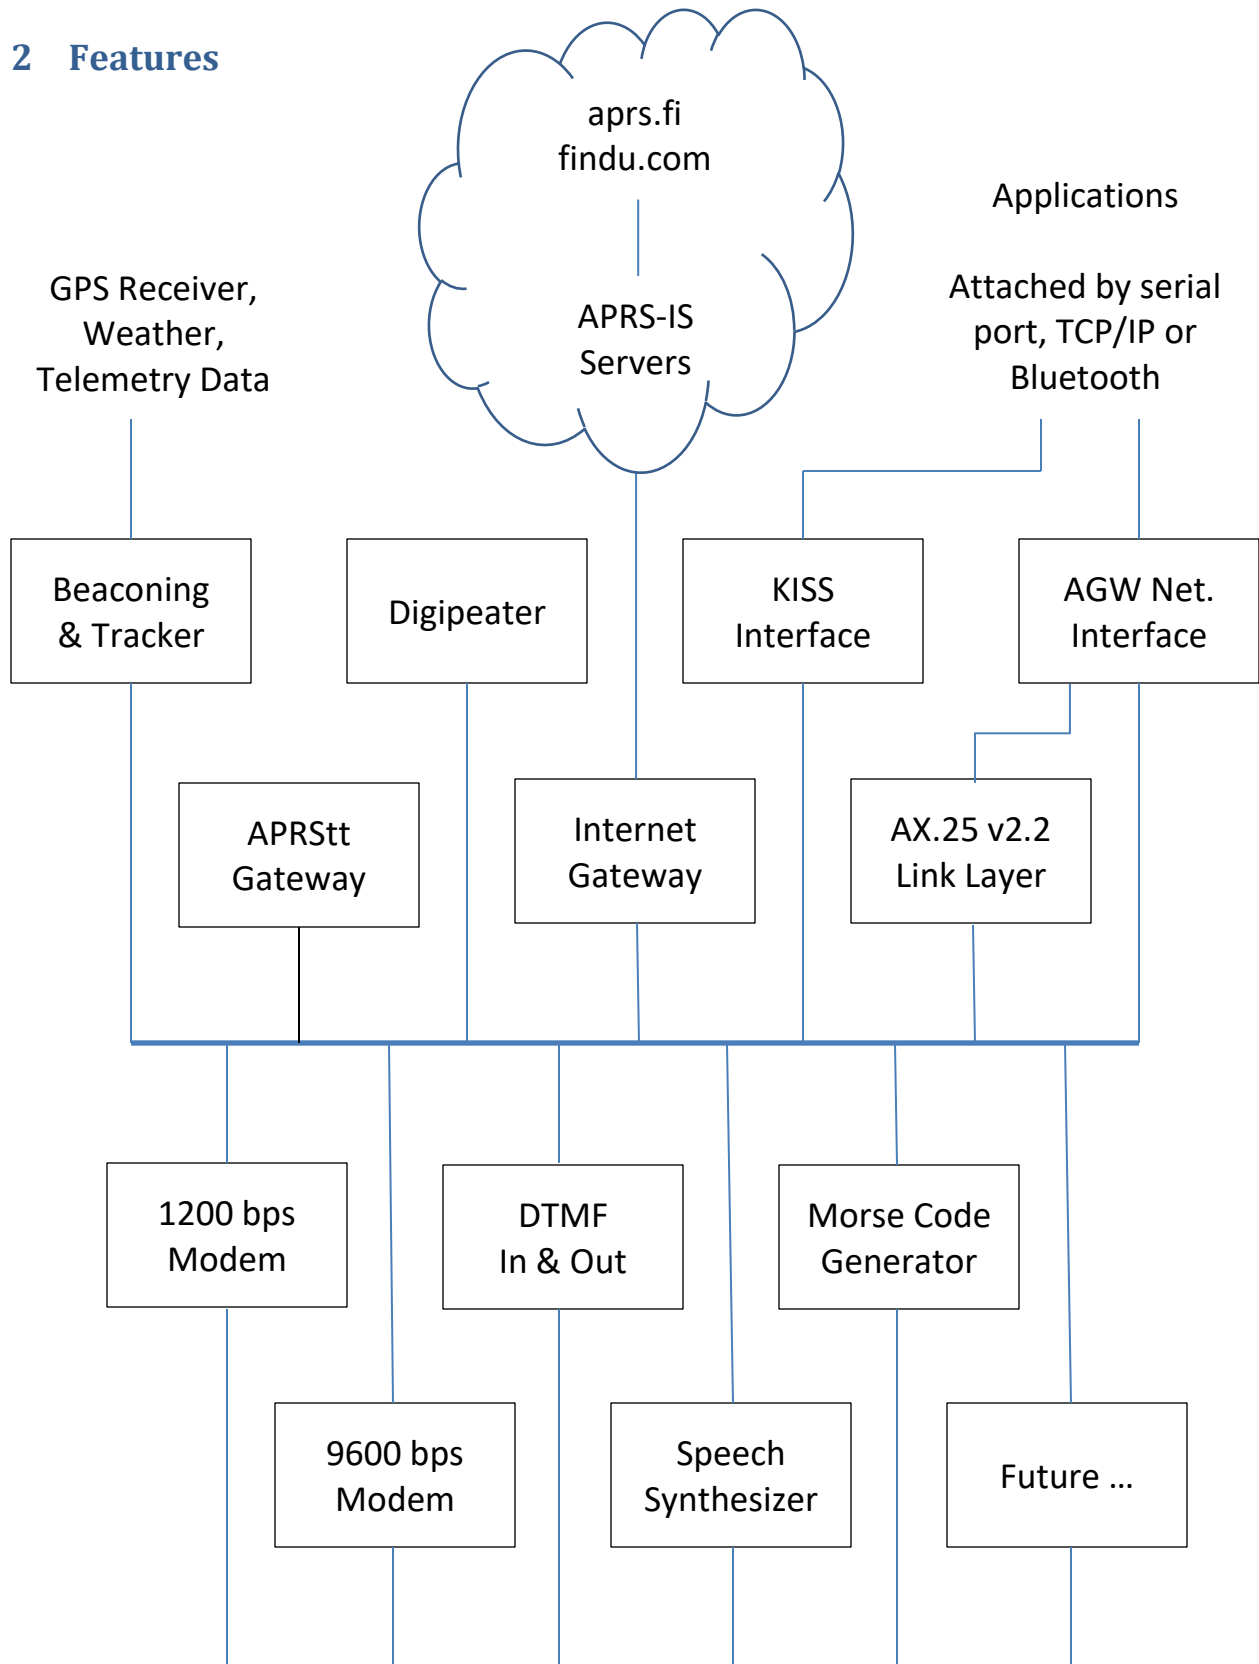 2 Features
aprs.fi
findu.com
APRS-IS
Servers
GPS Receiver,
Weather,
Telemetry Data
Applications
Attached by serial
port, TCP/IP or
Bluetooth
Beaconing
& Tracker
Digipeater
KISS
Interface
AGW Net.
Interface
APRStt
Gateway
Internet
Gateway
AX.25 v2.2
Link Layer
1200 bps
Modem
DTMF
In & Out
Morse Code
Generator
9600 bps
Modem
Speech
Synthesizer
Future ...